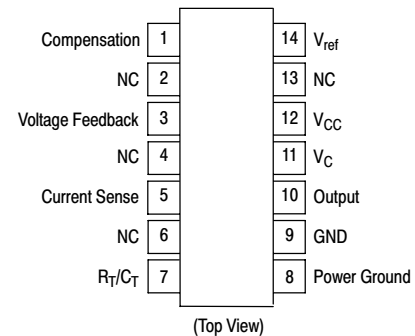 Compensation 1 14 Vref
NC 2 13 NC
Voltage Feedback 3 12 VCC
NC 4 11 VC
Current Sense 5 10 Output
NC 6 9 GND
RT/CT 7 8 Power Ground
(Top View)